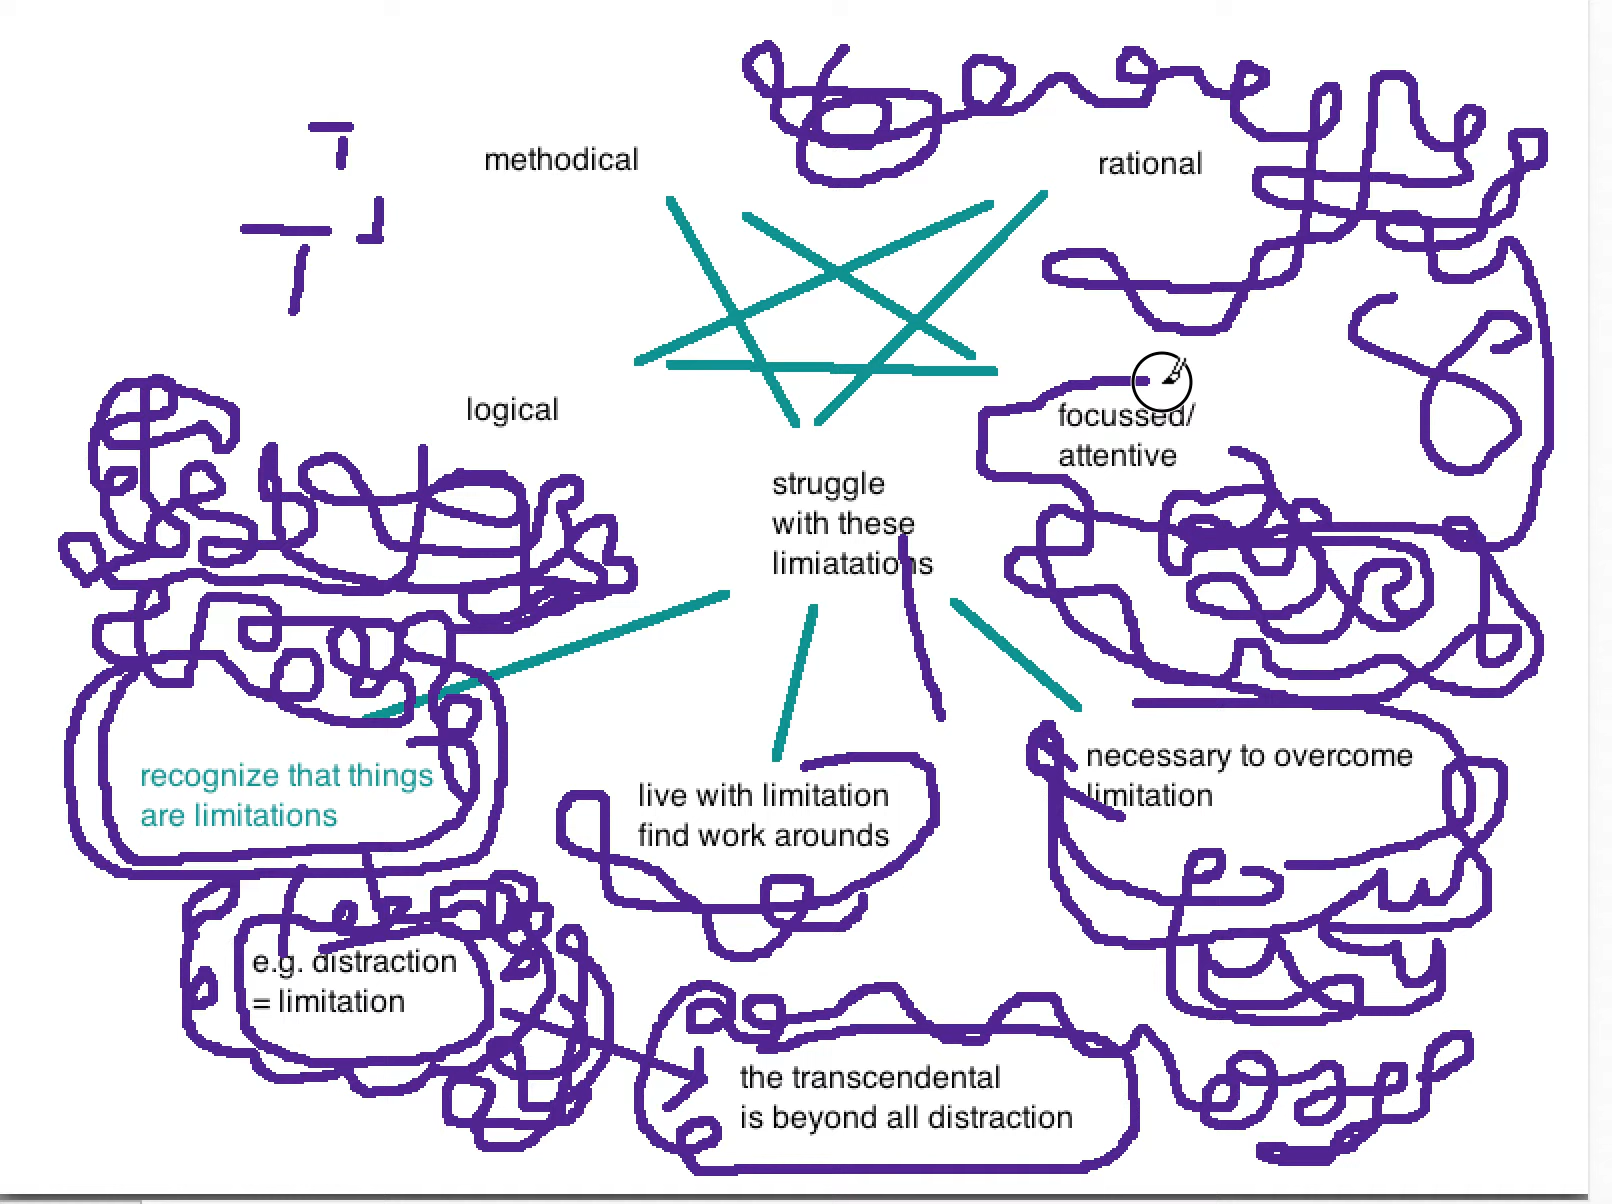 methodical
rational
logical
focussed/
attentive
struggle
with these
limiatations
recognize that things
are limitations
live with limitation
find work arounds
necessary to overcome
limitation
e.g. distraction
= limitation
the transcendental
is beyond all distraction